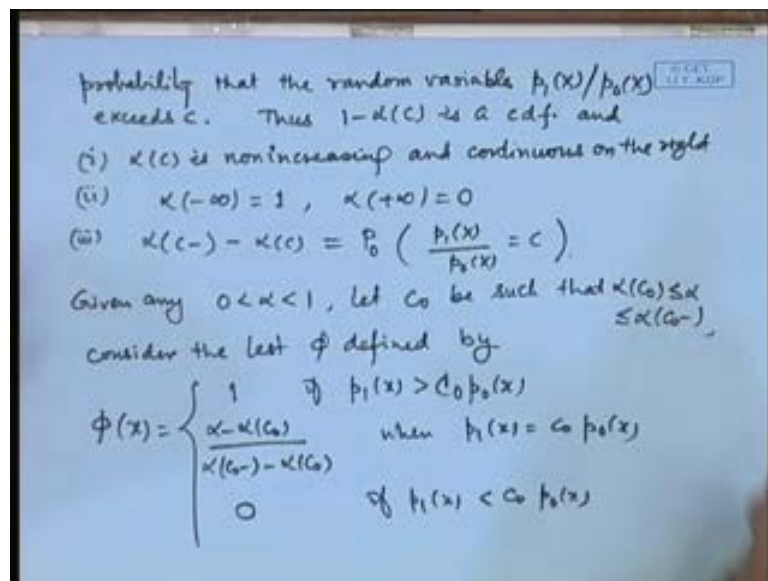 probability that the random variable p₁(X)/p₀(X)
exceeds c. Thus 1-α(c) is a cdf. and
(i) α(c) is nonincreasing and continuous on the right
(ii) α(-∞) = 1, α(+∞) = 0
(iii) α(c-) - α(c) = P₀ ( p₁(X)/p₀(X) = c )
Given any 0<α<1, let c₀ be such that α(c₀) ≤ α
≤ α(c₀-),
consider the test φ defined by
φ(x) = { 1 if p₁(x) > c₀ p₀(x)
α-α(c₀)/α(c₀-)-α(c₀) when p₁(x) = c₀ p₀(x)
0 if p₁(x) < c₀ p₀(x)